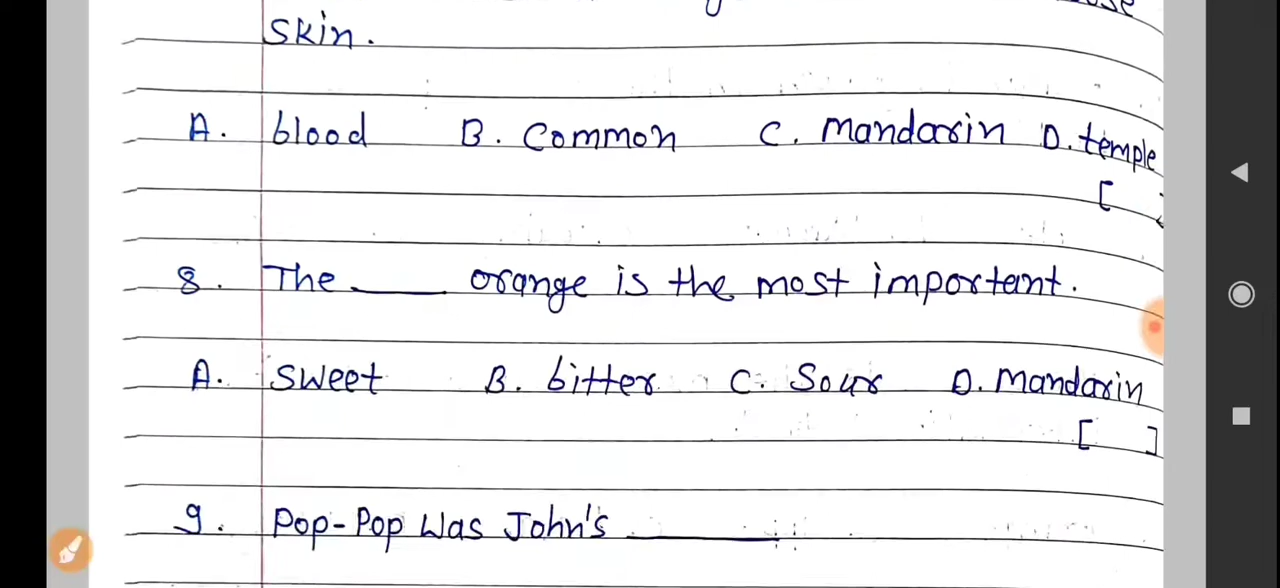 skin.
A. blood B. Common C. Mandarin D. temple
[
8. The ____ orange is the most important.
A. sweet B. bitter C. Sour D. Mandarin
[ ]
9. Pop-Pop was John's ______